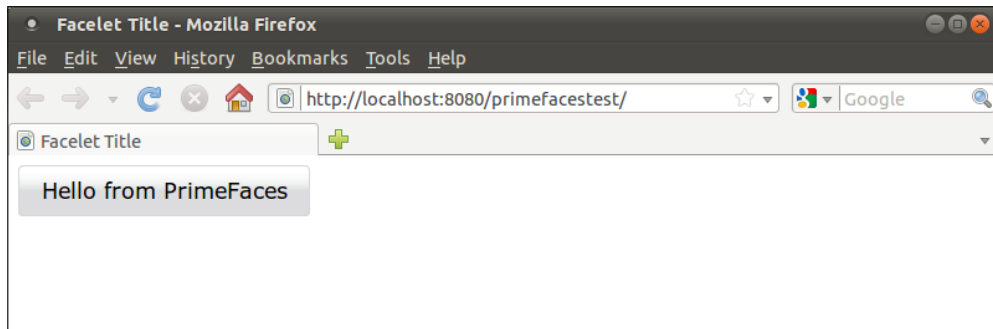 Facelet Title - Mozilla Firefox
File Edit View History Bookmarks Tools Help
http://localhost:8080/primefacestest/ Google
Facelet Title
Hello from PrimeFaces